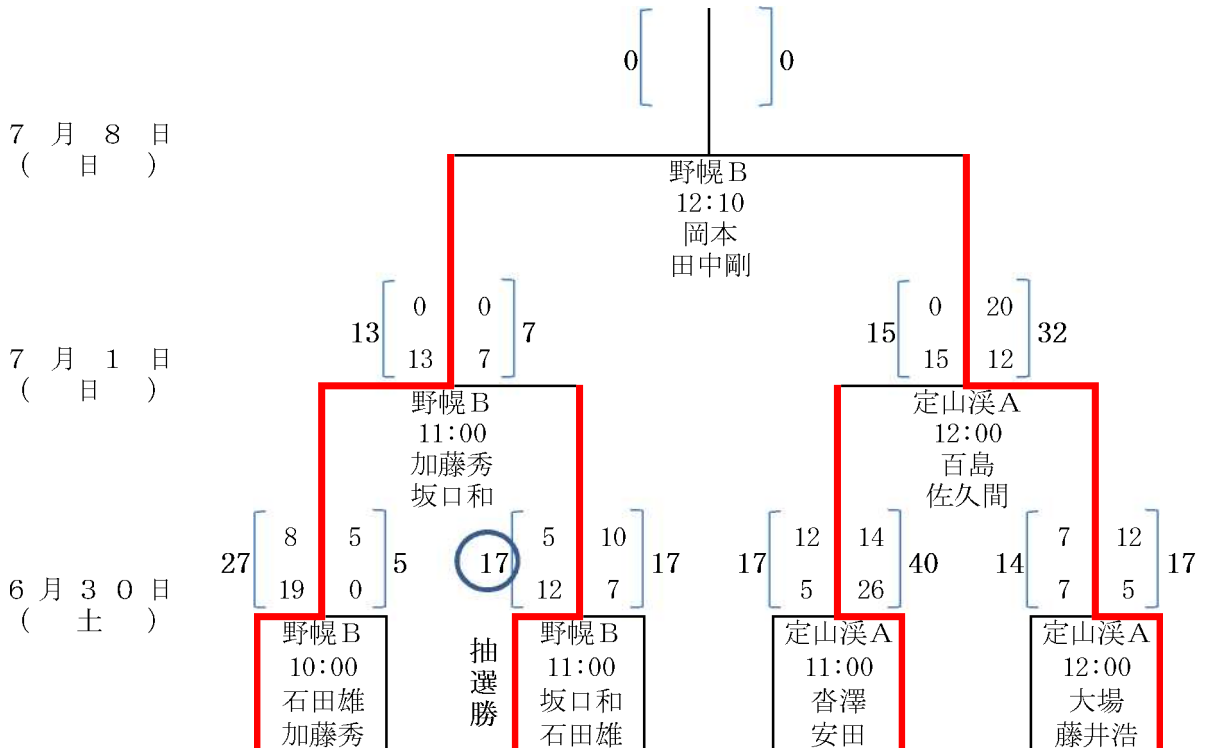 0 0
7月8日
(日)
野幌B
12:10
岡本
田中剛
0 0
13 7
13 7
0 20
15 32
15 12
7月1日
(日)
野幌B
11:00
加藤秀
坂口和
定山渓A
12:00
百島
佐久間
8 5
27 5
19 0
5 10
17 17
12 7
12 14
17 40
5 26
7 12
14 17
7 5
6月30日
(土)
野幌B
10:00
石田雄
加藤秀
抽選勝
野幌B
11:00
坂口和
石田雄
定山渓A
11:00
沓澤
安田
定山渓A
12:00
大場
藤井浩